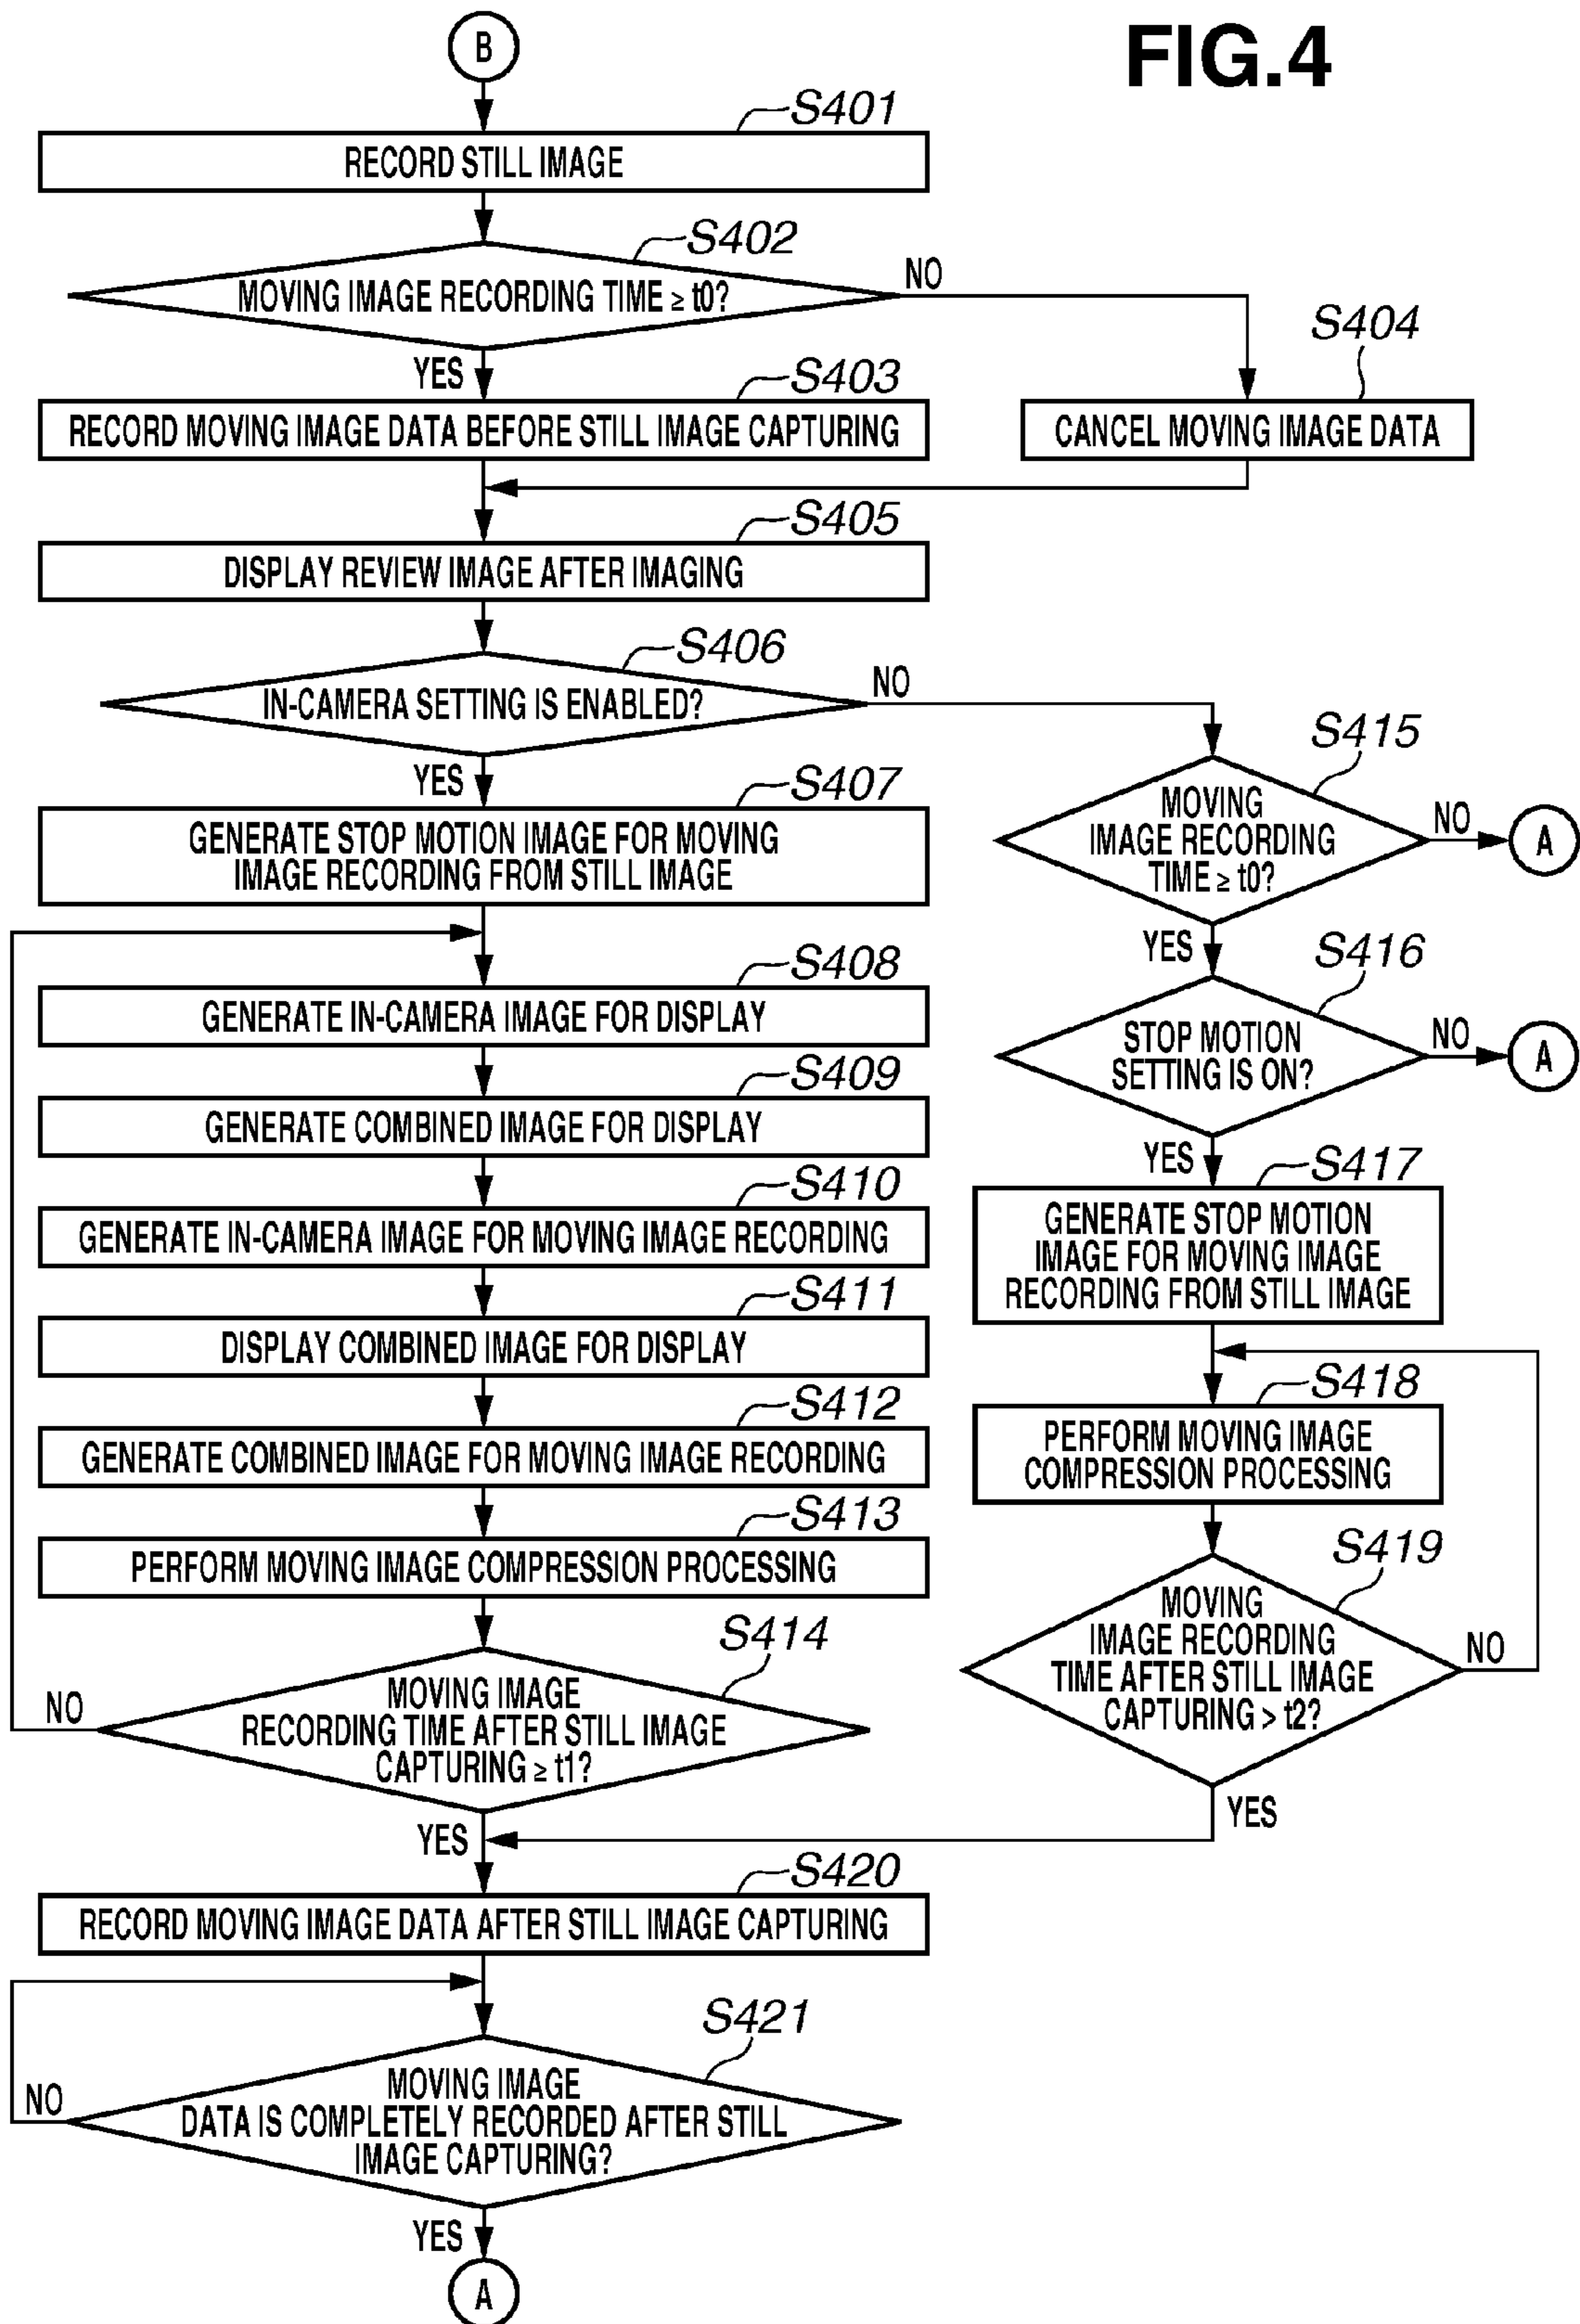 FIG.4
B
S401
RECORD STILL IMAGE
S402
MOVING IMAGE RECORDING TIME ≥ t0?
NO
YES
S403
RECORD MOVING IMAGE DATA BEFORE STILL IMAGE CAPTURING
S404
CANCEL MOVING IMAGE DATA
S405
DISPLAY REVIEW IMAGE AFTER IMAGING
S406
IN-CAMERA SETTING IS ENABLED?
NO
YES
S407
GENERATE STOP MOTION IMAGE FOR MOVING
IMAGE RECORDING FROM STILL IMAGE
S408
GENERATE IN-CAMERA IMAGE FOR DISPLAY
S409
GENERATE COMBINED IMAGE FOR DISPLAY
S410
GENERATE IN-CAMERA IMAGE FOR MOVING IMAGE RECORDING
S411
DISPLAY COMBINED IMAGE FOR DISPLAY
S412
GENERATE COMBINED IMAGE FOR MOVING IMAGE RECORDING
S413
PERFORM MOVING IMAGE COMPRESSION PROCESSING
S414
MOVING IMAGE
RECORDING TIME AFTER STILL IMAGE
CAPTURING ≥ t1?
NO
YES
S415
MOVING
IMAGE RECORDING
TIME ≥ t0?
NO
A
YES
S416
STOP MOTION
SETTING IS ON?
NO
A
YES
S417
GENERATE STOP MOTION
IMAGE FOR MOVING IMAGE
RECORDING FROM STILL IMAGE
S418
PERFORM MOVING IMAGE
COMPRESSION PROCESSING
S419
MOVING
IMAGE RECORDING
TIME AFTER STILL IMAGE
CAPTURING > t2?
NO
YES
S420
RECORD MOVING IMAGE DATA AFTER STILL IMAGE CAPTURING
S421
MOVING IMAGE
DATA IS COMPLETELY RECORDED AFTER STILL
IMAGE CAPTURING?
NO
YES
A